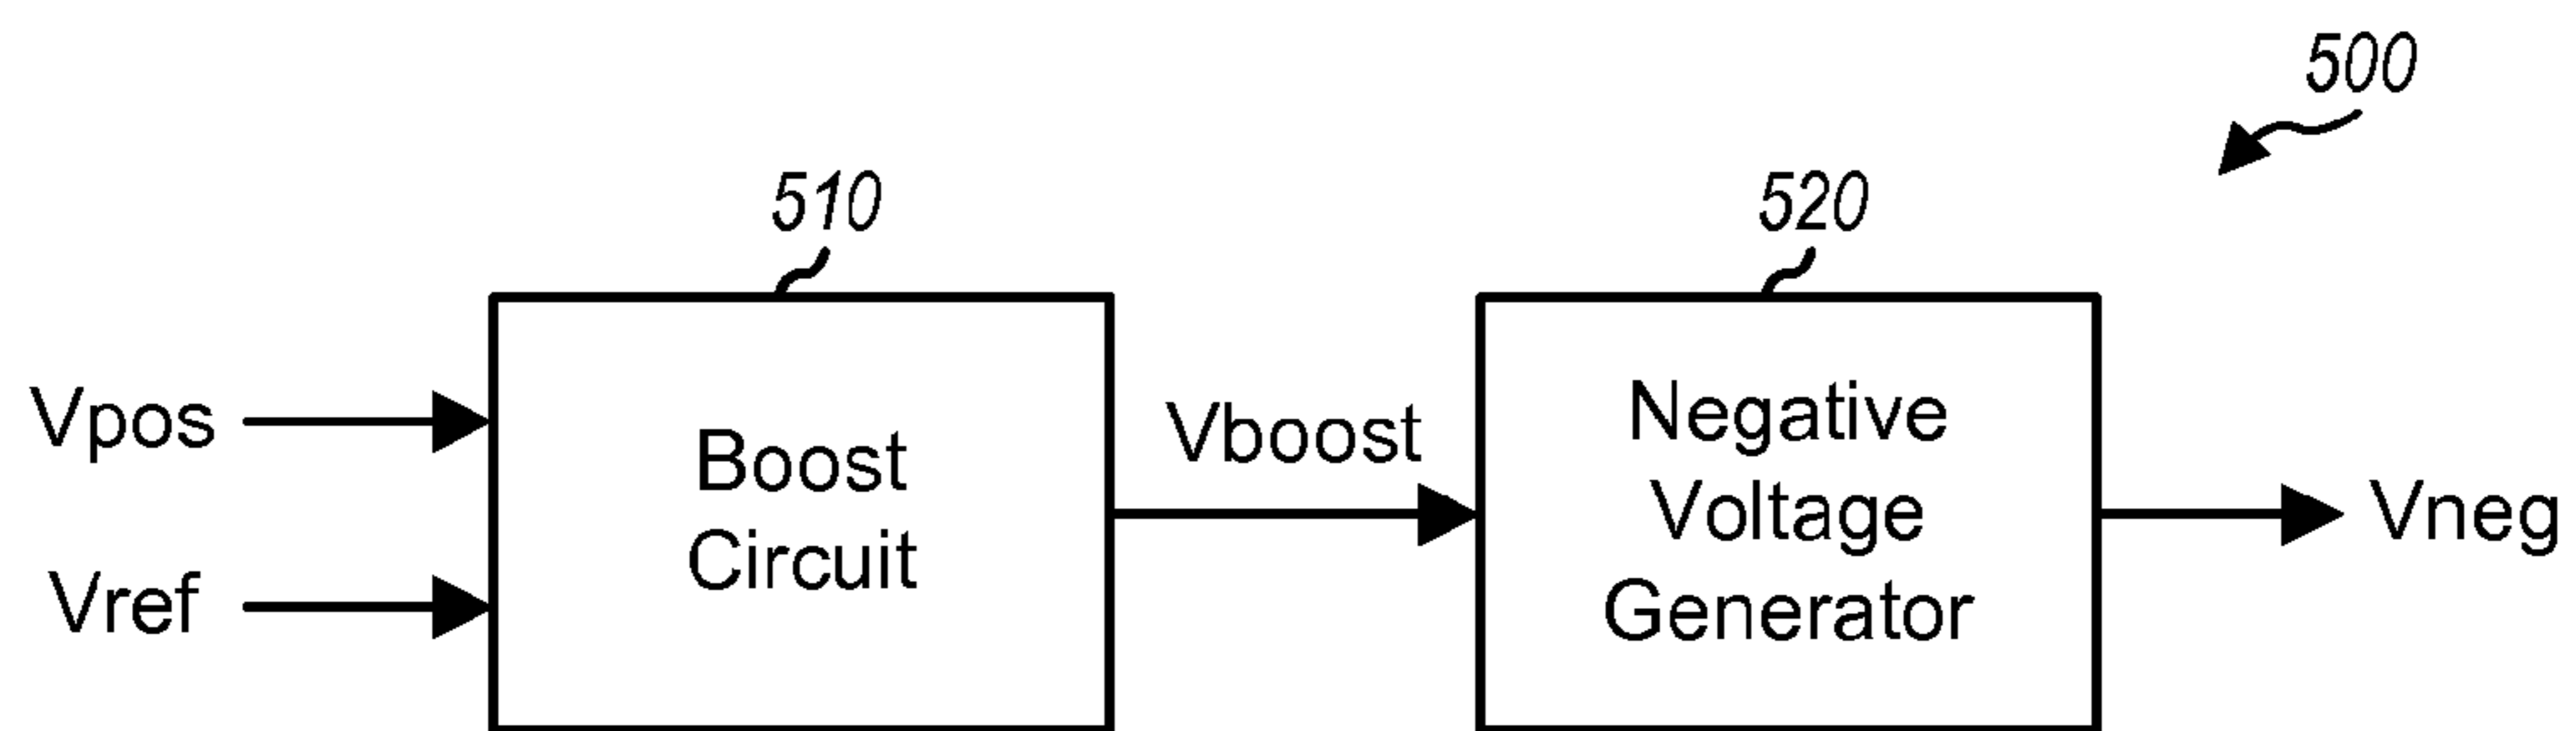 500
510
520
Vpos
Vref
Boost
Circuit
Vboost
Negative
Voltage
Generator
Vneg